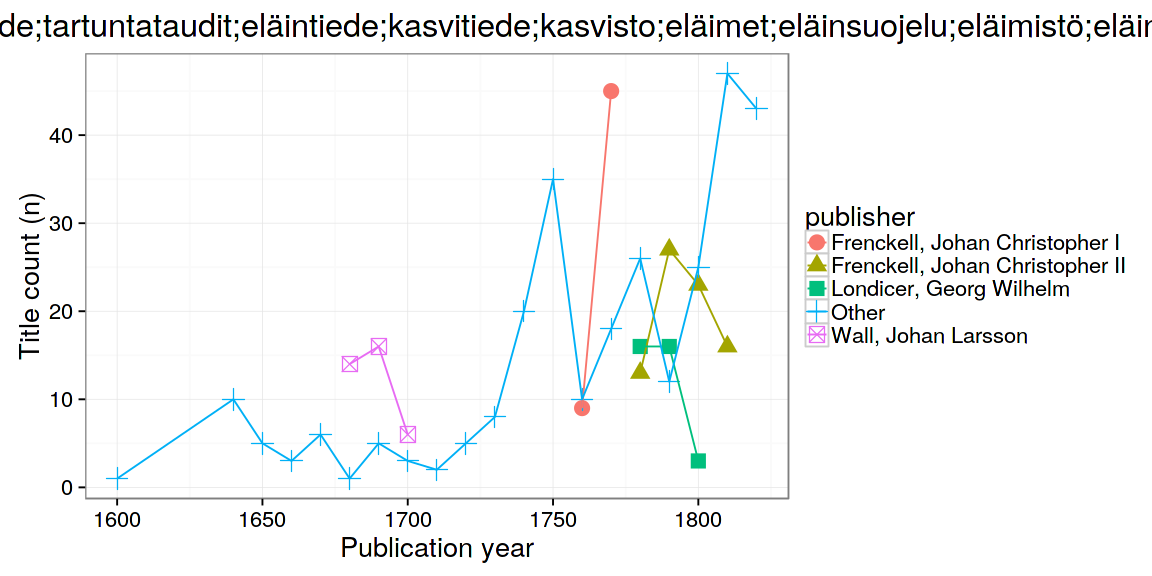 de;tartuntataudit;eläintiede;kasvitiede;kasvisto;eläimet;eläinsuojelu;eläimistö;eläin
Title count (n)
40
30
20
10
0
1600 1650 1700 1750 1800
Publication year
publisher
Frenckell, Johan Christopher I
Frenckell, Johan Christopher II
Londicer, Georg Wilhelm
Other
Wall, Johan Larsson